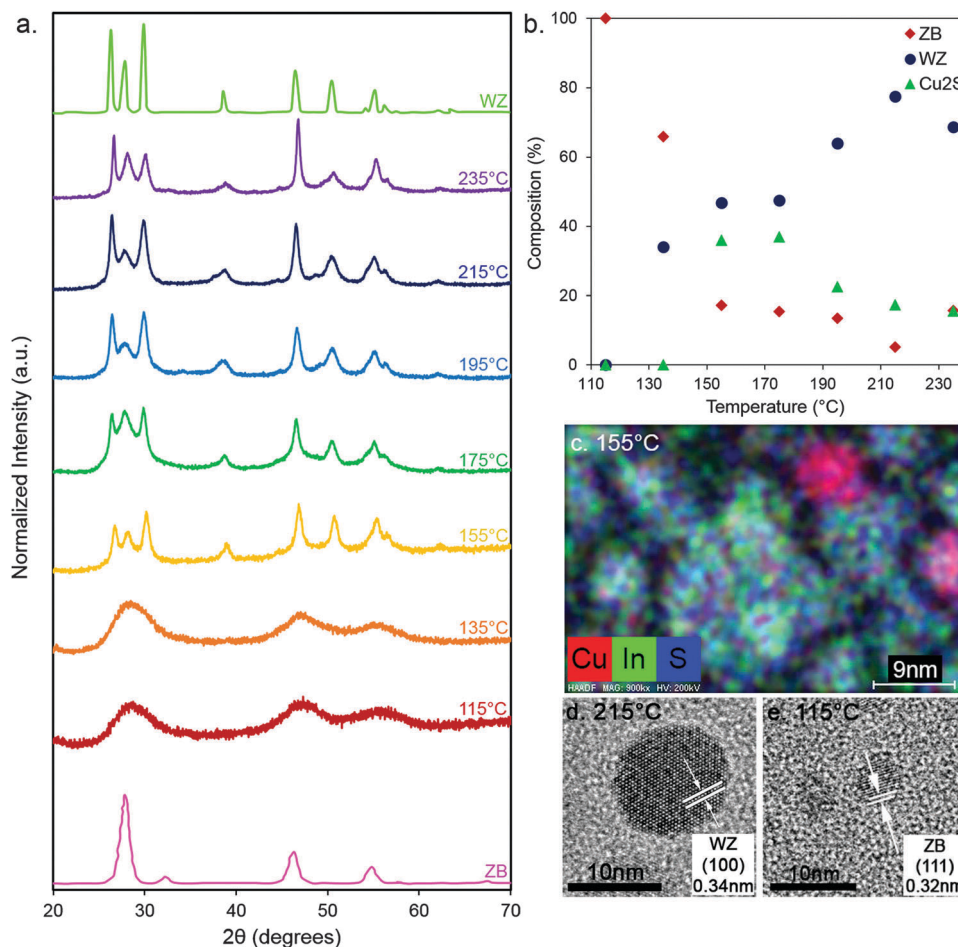 a.
Normalized Intensity (a.u.)
WZ
235°C
215°C
195°C
175°C
155°C
135°C
115°C
ZB
20 30 40 50 60 70
2θ (degrees)
b.
ZB
WZ
Cu2S
Composition (%)
100
80
60
40
20
0
110 130 150 170 190 210 230
Temperature (°C)
c. 155°C
Cu In S
HAADF MAG: 900kx HV: 200kV
9nm
d. 215°C
WZ
(100)
0.34nm
10nm
e. 115°C
ZB
(111)
0.32nm
10nm